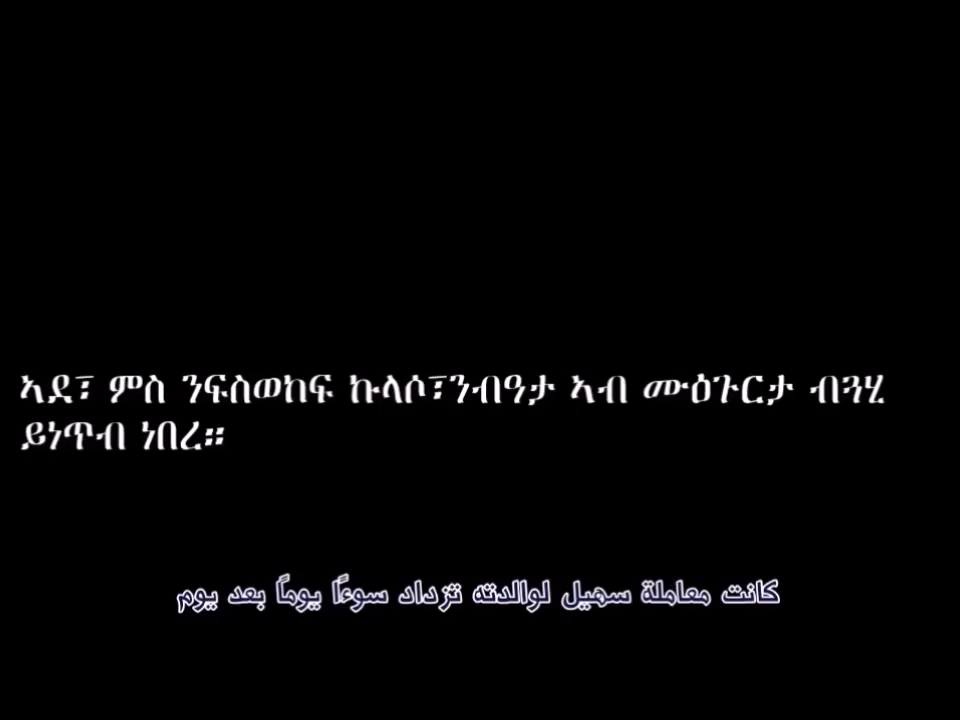 ኣደ፣ ምስ ንፍስወከፍ ኩላሶ፣ንብዓታ ኣብ ሙዕጉርታ ብጓሂ
ይነጥብ ነበረ።
كانت معاملة سهيل لوالدته تزداد سوءًا يوماً بعد يوم